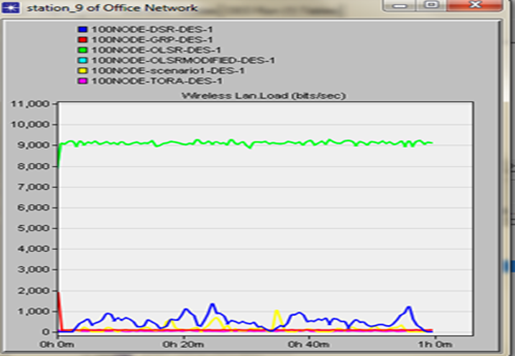 station_9 of Office Network
100NODE-DSR-DES-1
100NODE-GRP-DES-1
100NODE-OLSR-DES-1
100NODE-OLSRMODIFIED-DES-1
100NODE-scenario1-DES-1
100NODE-TORA-DES-1
Wireless Lan.Load (bits/sec)
11,000
10,000
9,000
8,000
7,000
6,000
5,000
4,000
3,000
2,000
1,000
0
0h 0m 0h 20m 0h 40m 1h 0m